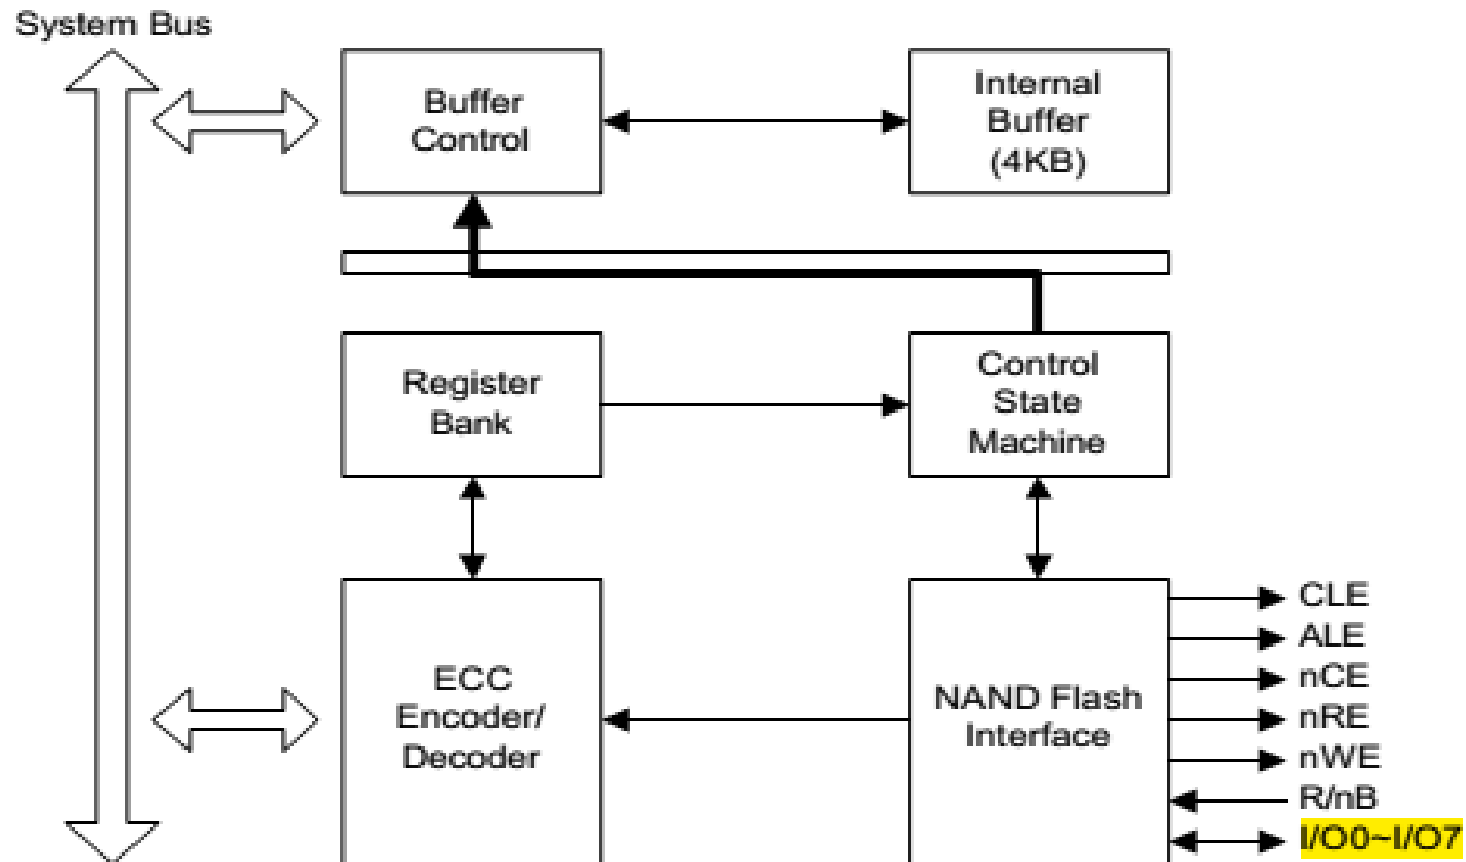 System Bus
Buffer
Control
Internal
Buffer
(4KB)
Register
Bank
Control
State
Machine
ECC
Encoder/
Decoder
NAND Flash
Interface
CLE
ALE
nCE
nRE
nWE
R/nB
I/O0~I/O7